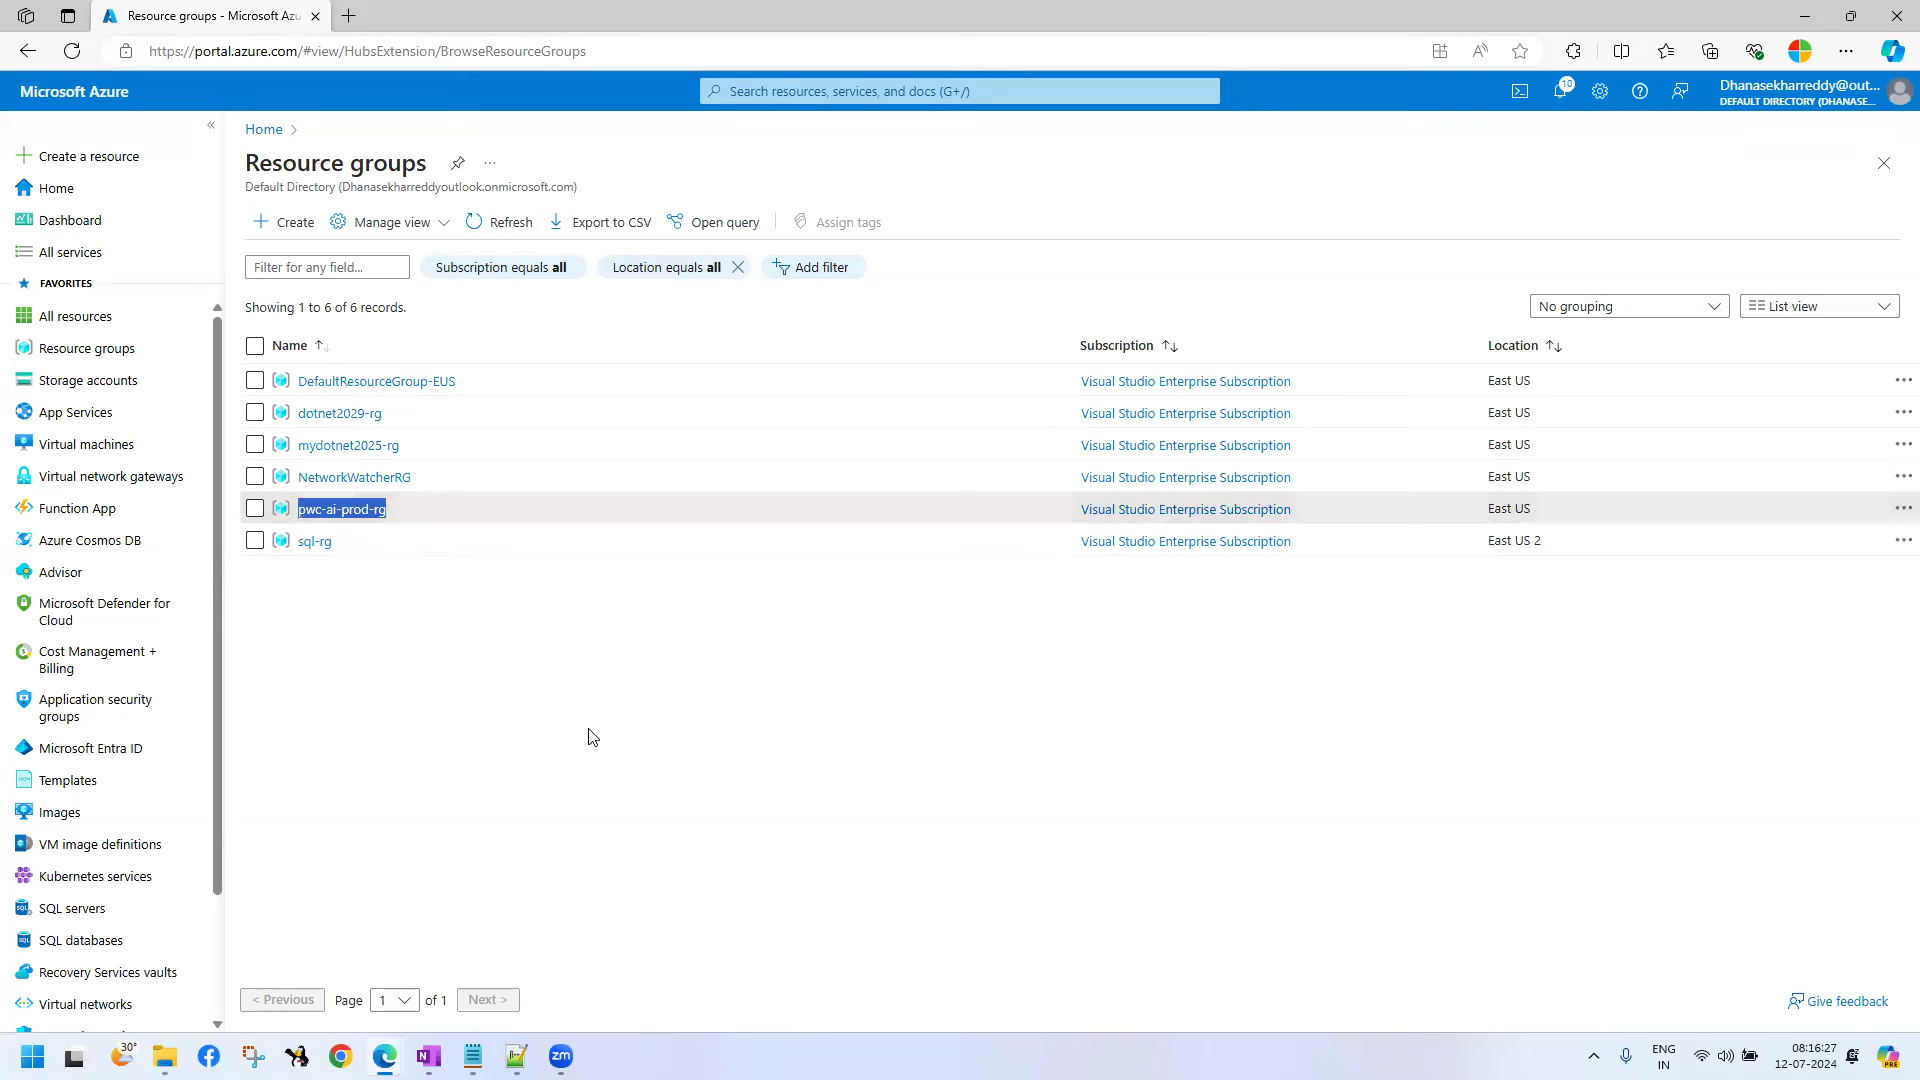 Resource groups - Microsoft Azu
https://portal.azure.com/#view/HubsExtension/BrowseResourceGroups
Microsoft Azure
Search resources, services, and docs (G+/)
10
Dhanasekharreddy@out...
DEFAULT DIRECTORY (DHANASE...
Create a resource
Home
Dashboard
All services
FAVORITES
All resources
Resource groups
Storage accounts
App Services
Virtual machines
Virtual network gateways
Function App
Azure Cosmos DB
Advisor
Microsoft Defender for
Cloud
Cost Management +
Billing
Application security
groups
Microsoft Entra ID
Templates
Images
VM image definitions
Kubernetes services
SQL servers
SQL databases
Recovery Services vaults
Virtual networks
Home
Resource groups
Default Directory (Dhanasekharreddyoutlook.onmicrosoft.com)
Create Manage view Refresh Export to CSV Open query Assign tags
Filter for any field... Subscription equals all Location equals all Add filter
Showing 1 to 6 of 6 records.
No grouping List view
Name Subscription Location
DefaultResourceGroup-EUS Visual Studio Enterprise Subscription East US
dotnet2029-rg Visual Studio Enterprise Subscription East US
mydotnet2025-rg Visual Studio Enterprise Subscription East US
NetworkWatcherRG Visual Studio Enterprise Subscription East US
pwc-ai-prod-rg Visual Studio Enterprise Subscription East US
sql-rg Visual Studio Enterprise Subscription East US 2
< Previous Page 1 of 1 Next >
Give feedback
30°
zm
ENG
IN
08:16:27
12-07-2024
PRE